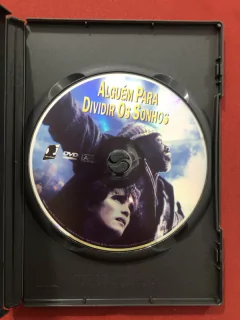 ALGUÉM PARA
DIVIDIR OS SONHOS
DVD